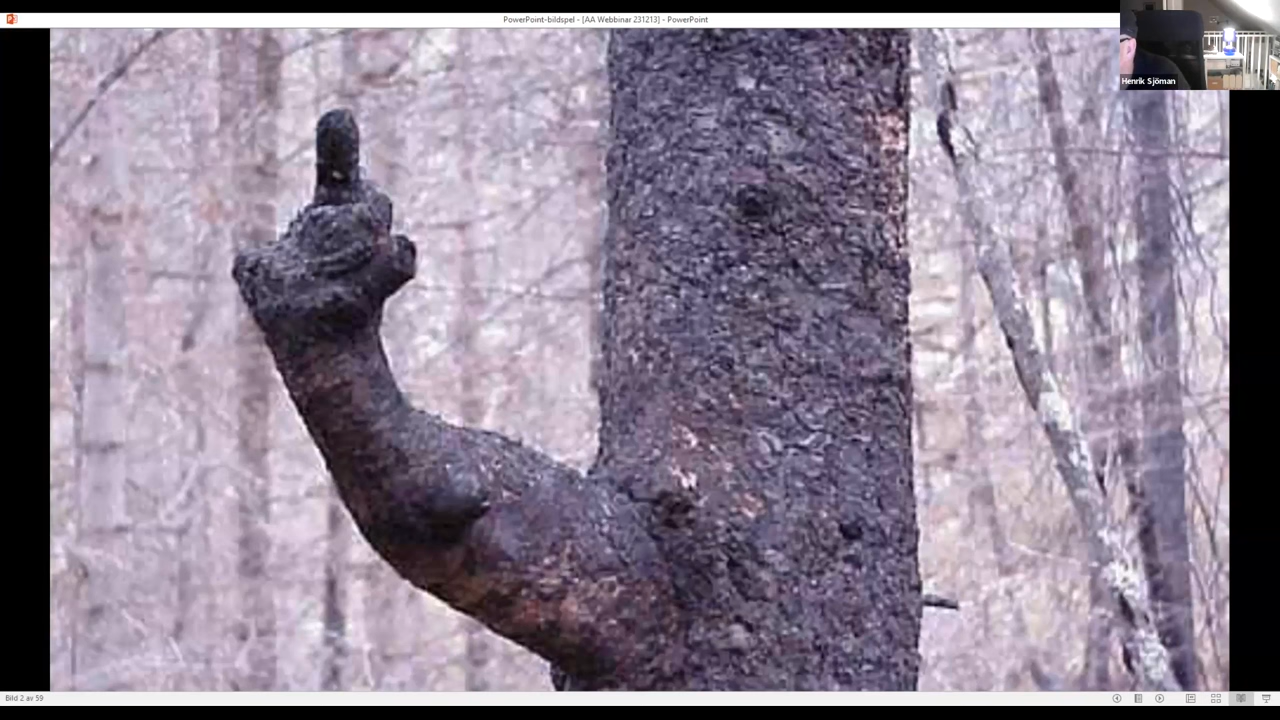 PowerPoint-bildspel - [AA Webbinar 231213] - PowerPoint
Henrik Sjöman
Bild 2 av 59